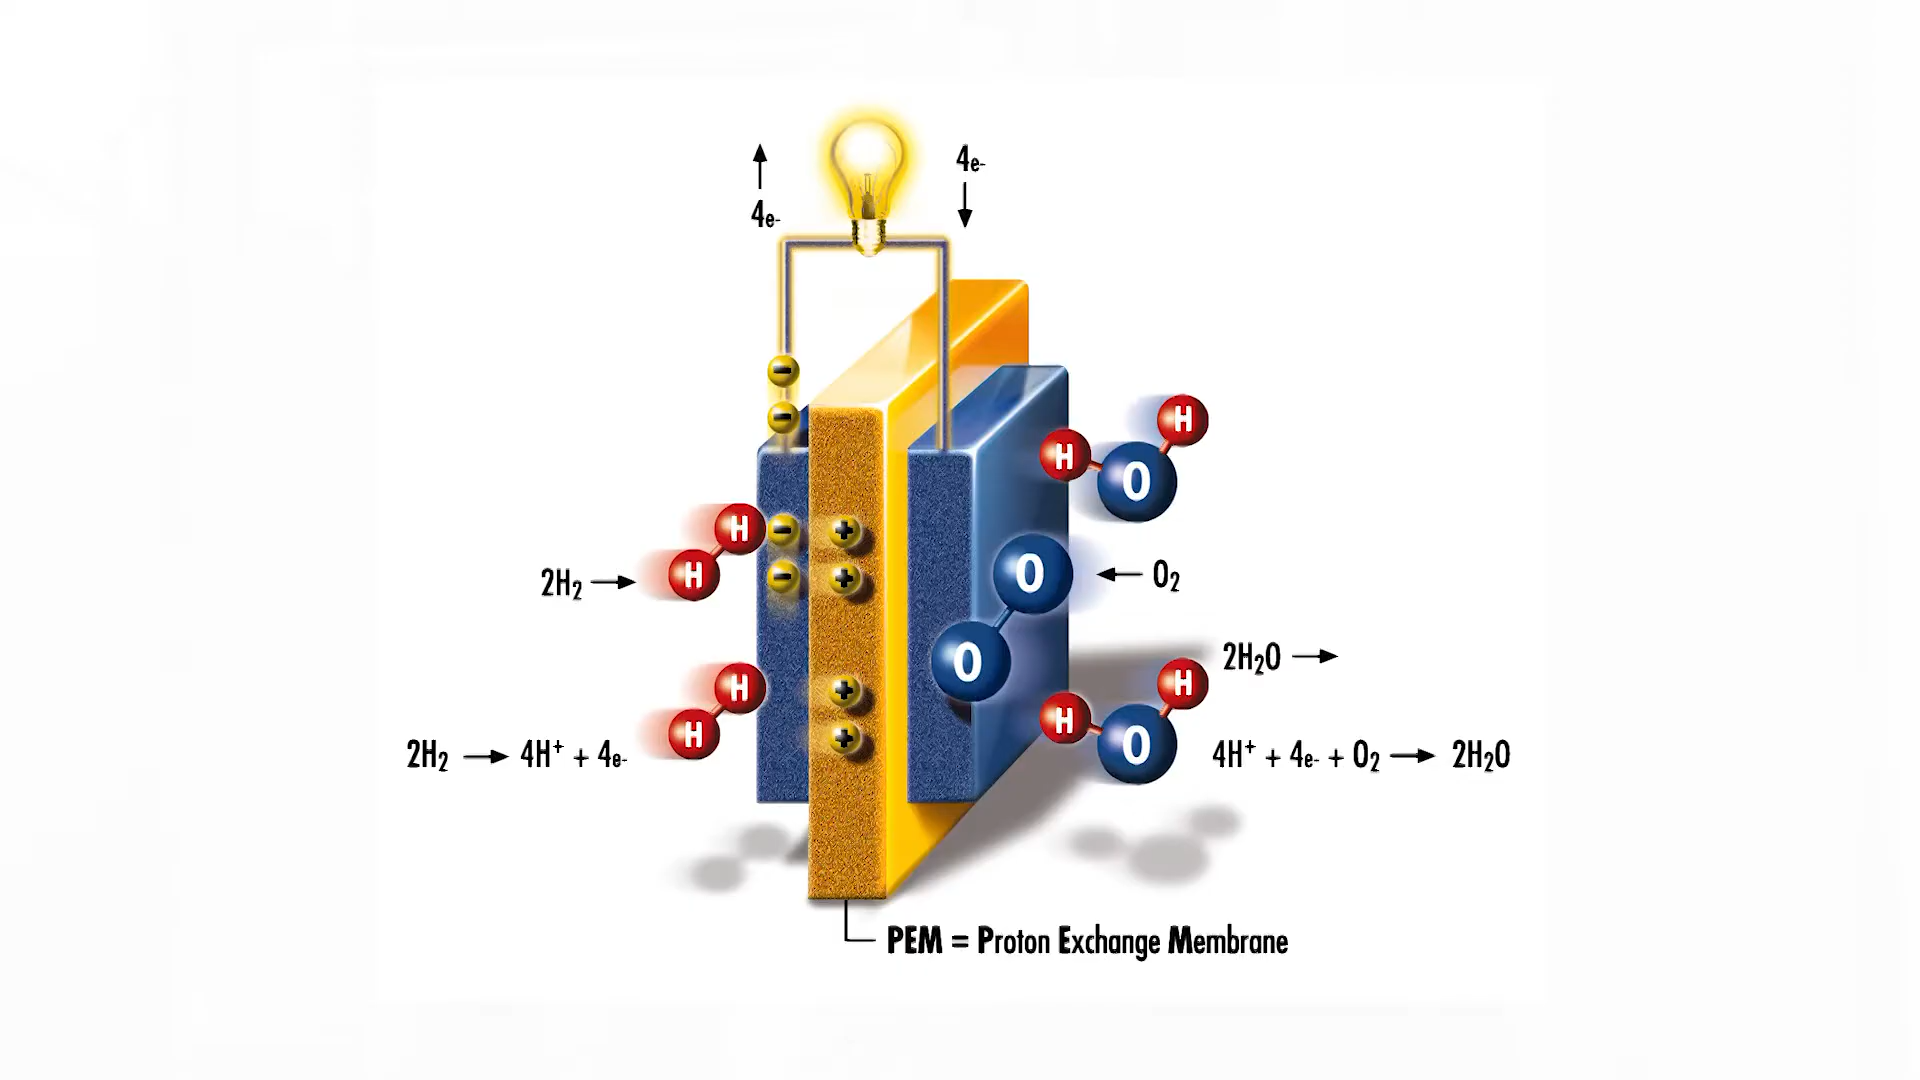 4e-
4e-
H
H
O
H
H
O
2H₂
O₂
O
H
H
2H₂O
H
H
O
2H₂ → 4H⁺ + 4e-
4H⁺ + 4e- + O₂ → 2H₂O
PEM = Proton Exchange Membrane